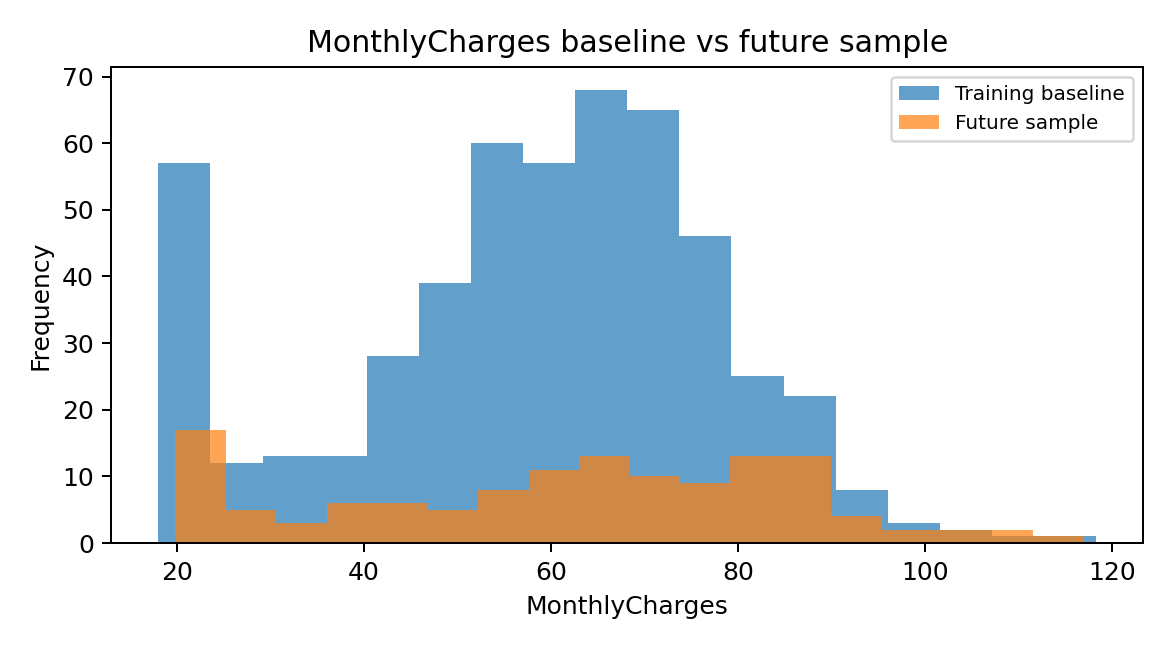 MonthlyCharges baseline vs future sample
Training baseline
Future sample
70
60
50
40
30
20
10
0
Frequency
20 40 60 80 100 120
MonthlyCharges